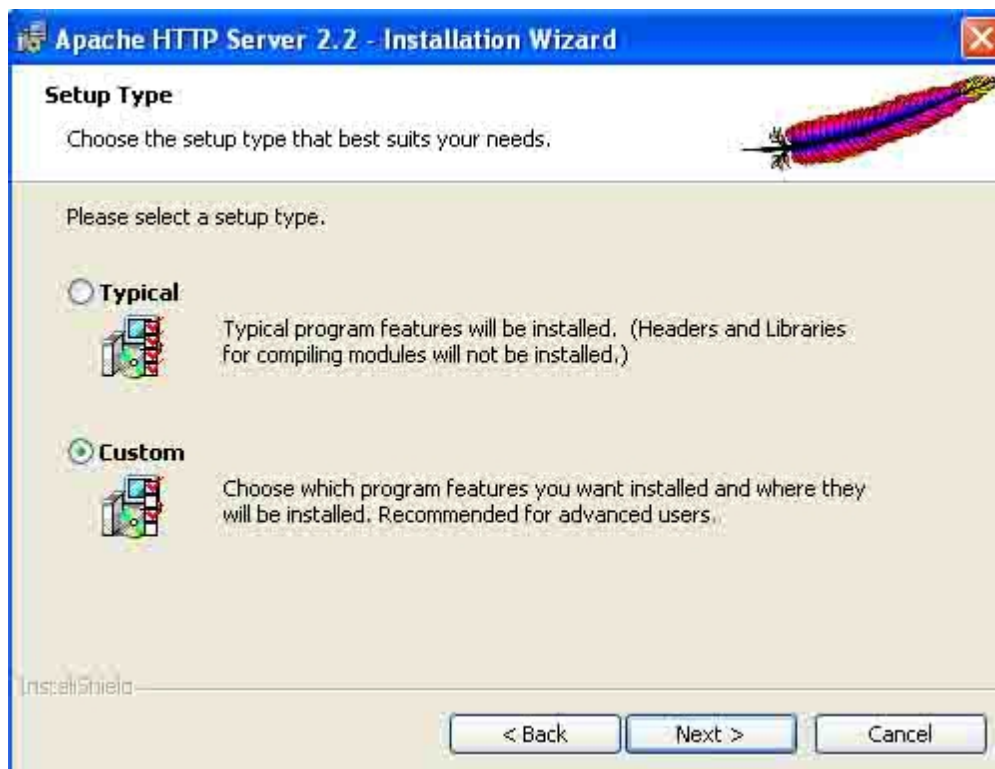 Apache HTTP Server 2.2 - Installation Wizard
Setup Type
Choose the setup type that best suits your needs.
Please select a setup type.
Typical
Typical program features will be installed. (Headers and Libraries
for compiling modules will not be installed.)
Custom
Choose which program features you want installed and where they
will be installed. Recommended for advanced users.
InstallShield
< Back
Next >
Cancel